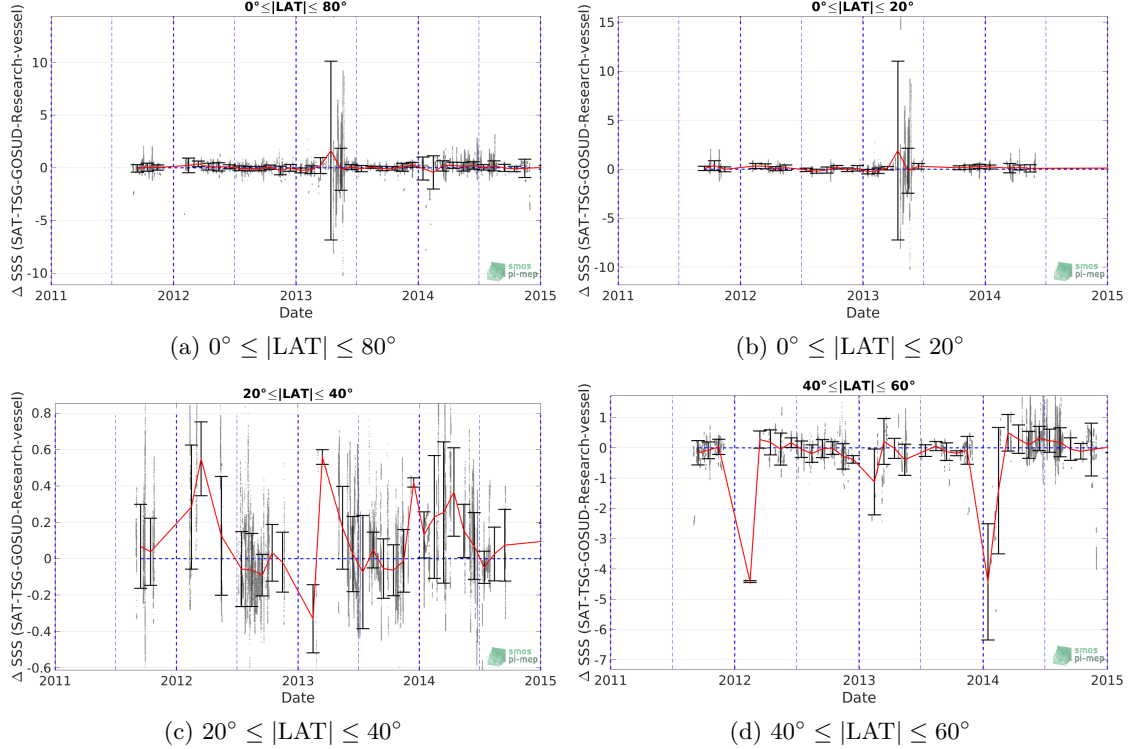 0°≤|LAT|≤ 80°
Δ SSS (SAT-TSG-GOSUD-Research-vessel)
10
5
0
-5
-10
2011 2012 2013 2014 2015
Date
smos
pi-mep
(a) 0° ≤ |LAT| ≤ 80°
0°≤|LAT|≤ 20°
Δ SSS (SAT-TSG-GOSUD-Research-vessel)
15
10
5
0
-5
-10
2011 2012 2013 2014 2015
Date
smos
pi-mep
(b) 0° ≤ |LAT| ≤ 20°
20°≤|LAT|≤ 40°
Δ SSS (SAT-TSG-GOSUD-Research-vessel)
0.8
0.6
0.4
0.2
0
-0.2
-0.4
-0.6
2011 2012 2013 2014 2015
Date
smos
pi-mep
(c) 20° ≤ |LAT| ≤ 40°
40°≤|LAT|≤ 60°
Δ SSS (SAT-TSG-GOSUD-Research-vessel)
1
0
-1
-2
-3
-4
-5
-6
-7
2011 2012 2013 2014 2015
Date
smos
pi-mep
(d) 40° ≤ |LAT| ≤ 60°